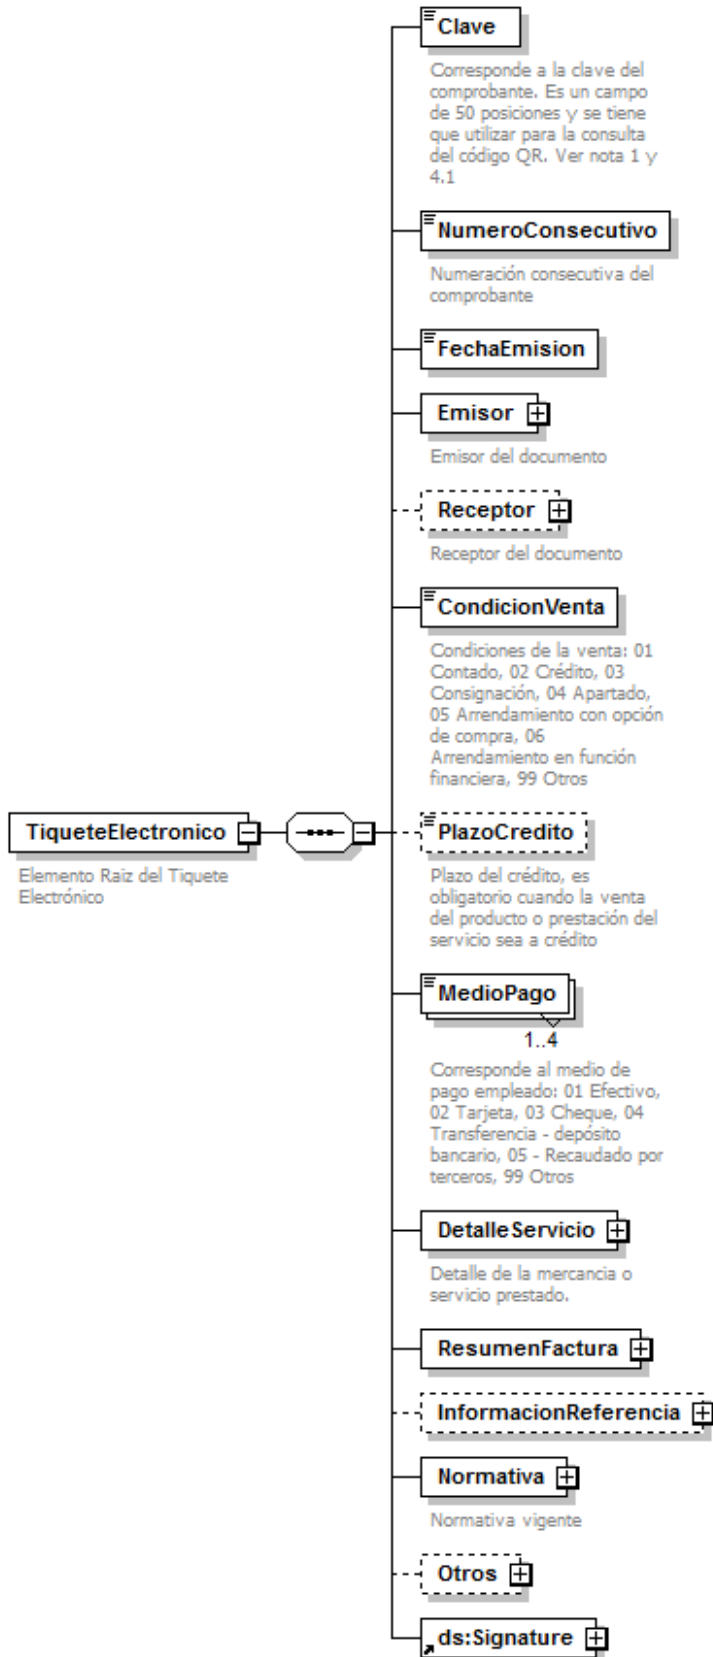 Clave
Corresponde a la clave del
comprobante. Es un campo
de 50 posiciones y se tiene
que utilizar para la consulta
del código QR. Ver nota 1 y
4.1
NumeroConsecutivo
Numeración consecutiva del
comprobante
FechaEmision
Emisor
Emisor del documento
Receptor
Receptor del documento
CondicionVenta
Condiciones de la venta: 01
Contado, 02 Crédito, 03
Consignación, 04 Apartado,
05 Arrendamiento con opción
de compra, 06
Arrendamiento en función
financiera, 99 Otros
TiqueteElectronico
Elemento Raiz del Tiquete
Electrónico
PlazoCredito
Plazo del crédito, es
obligatorio cuando la venta
del producto o prestación del
servicio sea a crédito
MedioPago
1..4
Corresponde al medio de
pago empleado: 01 Efectivo,
02 Tarjeta, 03 Cheque, 04
Transferencia - depósito
bancario, 05 - Recaudado por
terceros, 99 Otros
DetalleServicio
Detalle de la mercancia o
servicio prestado.
ResumenFactura
InformacionReferencia
Normativa
Normativa vigente
Otros
ds:Signature